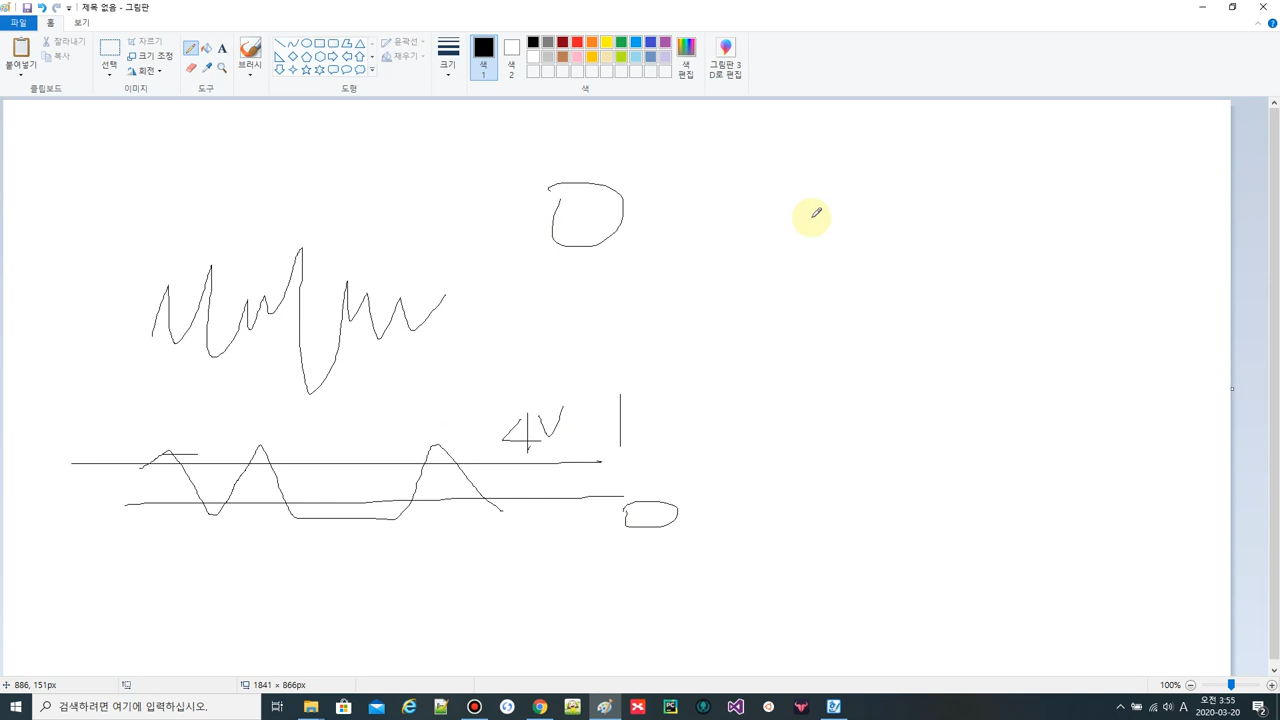 제목 없음 - 그림판
파일 홈 보기
붙여넣기 잘라내기 복사
선택 자르기 크기 조정 회전
A
브러시
윤곽선 채우기
크기
색 1 색 2
색 편집
그림판 3D로 편집
클립보드 이미지 도구 도형 색
4V 1
0
886, 151px 1841 × 866px 100%
검색하려면 여기에 입력하십시오.
A 오전 3:55
2020-03-20
2